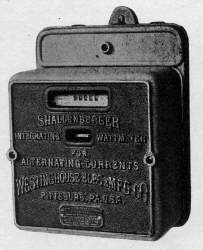 SHALLENBERGER
INTEGRATING WATTMETER
FOR
ALTERNATING CURRENTS
WESTINGHOUSE ELEC & MFG CO
PITTSBURG, PA. U.S.A.